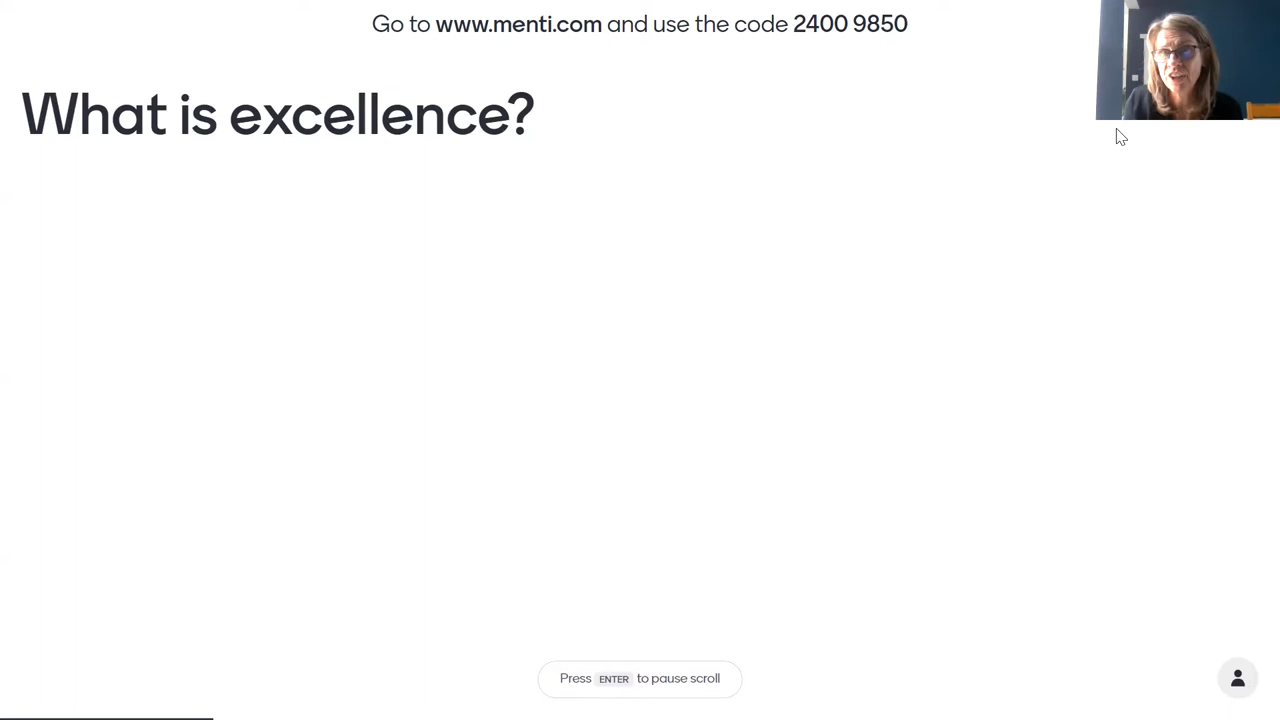 Go to www.menti.com and use the code 2400 9850
What is excellence?
Press ENTER to pause scroll